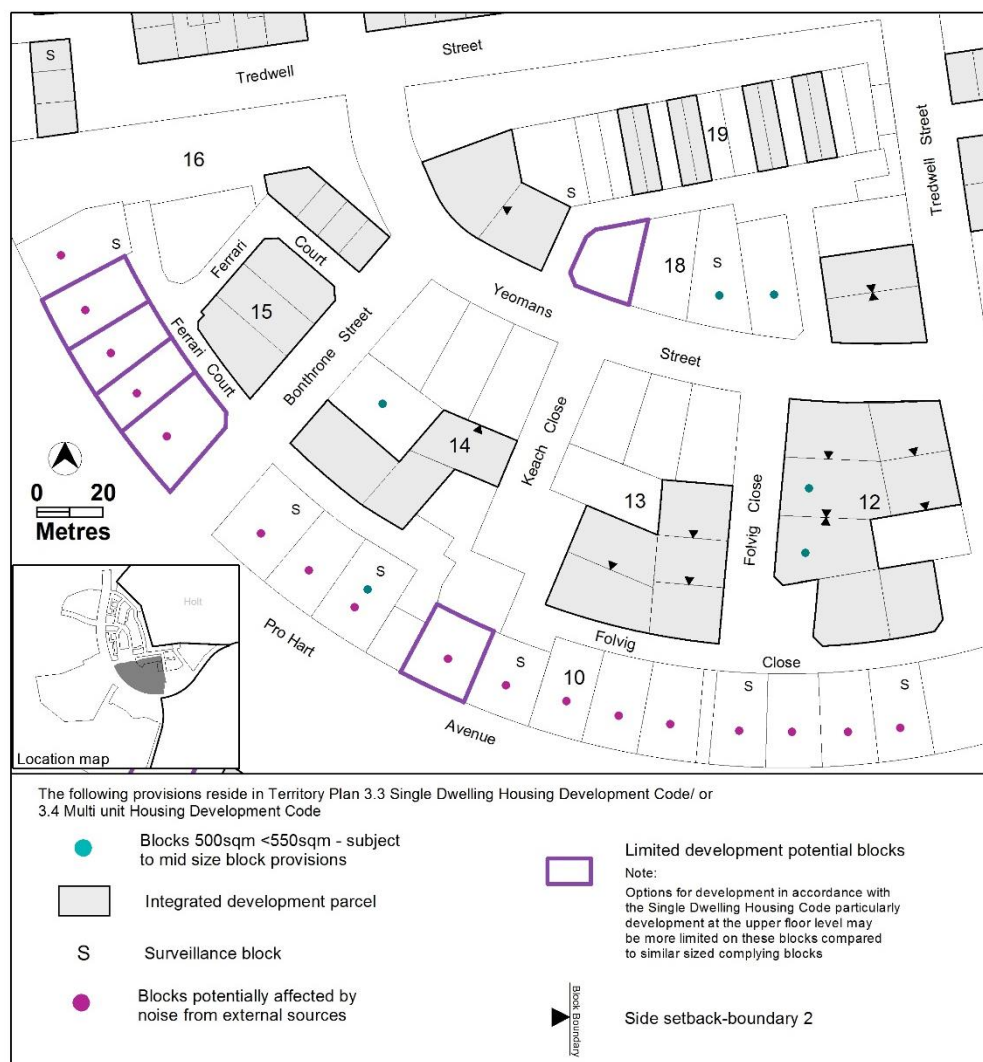 S
Tredwell
Street
16
19
Tredwell Street
S
S
Ferrari
Court
18
S
15
Yeomans
Ferrari Court
Bonthrone Street
Street
14
Keach Close
13
Folvig Close
12
0 20
Metres
S
S
Holt
Pro Hart
Folvig
S
10
Close
S
S
Avenue
Location map
The following provisions reside in Territory Plan 3.3 Single Dwelling Housing Development Code/ or
3.4 Multi unit Housing Development Code
Blocks 500sqm <550sqm - subject
to mid size block provisions
Integrated development parcel
S Surveillance block
Blocks potentially affected by
noise from external sources
Limited development potential blocks
Note:
Options for development in accordance with
the Single Dwelling Housing Code particularly
development at the upper floor level may
be more limited on these blocks compared
to similar sized complying blocks
Block Boundary
Side setback-boundary 2